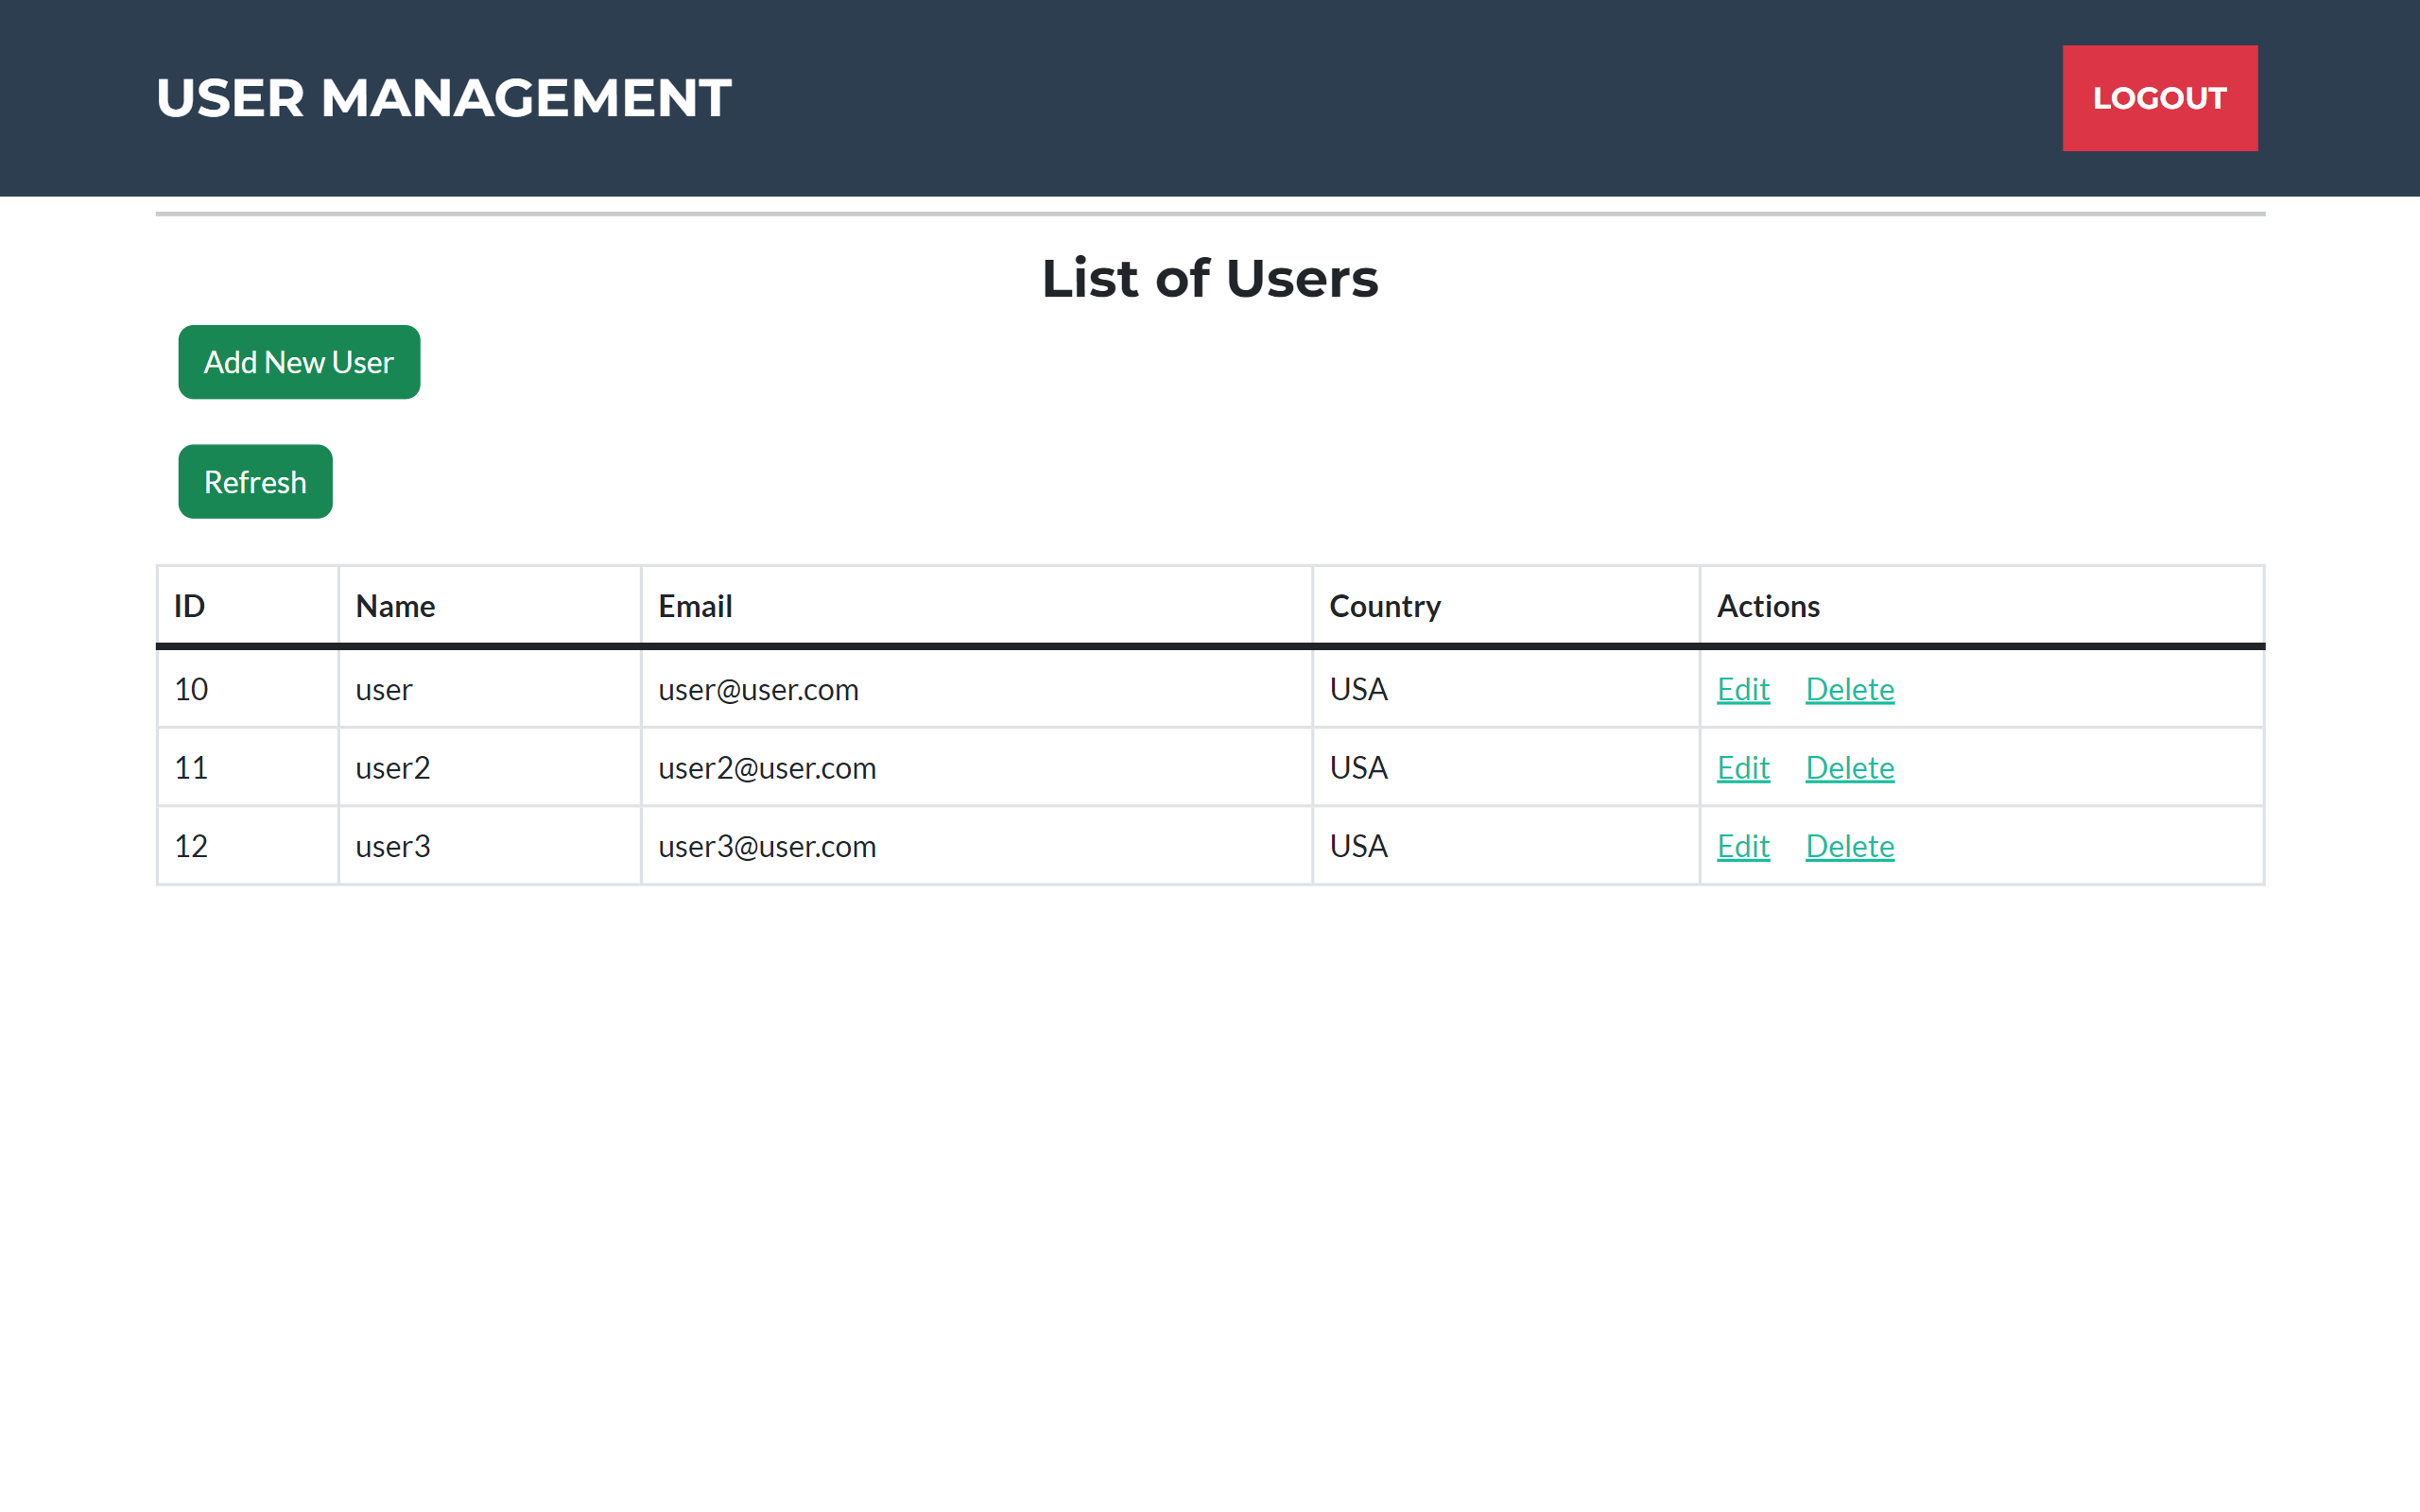 USER MANAGEMENT LOGOUT
List of Users
Add New User
Refresh
ID Name Email Country Actions
10 user user@user.com USA Edit Delete
11 user2 user2@user.com USA Edit Delete
12 user3 user3@user.com USA Edit Delete